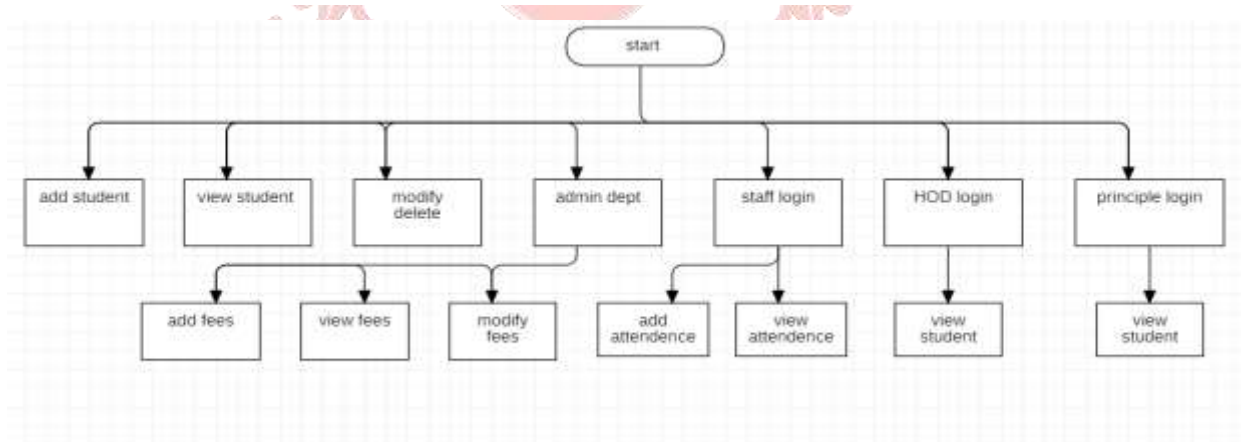 start
add student
view student
modify
delete
admin dept
staff login
HOD login
principle login
add fees
view fees
modify
fees
add
attendence
view
attendence
view
student
view
student